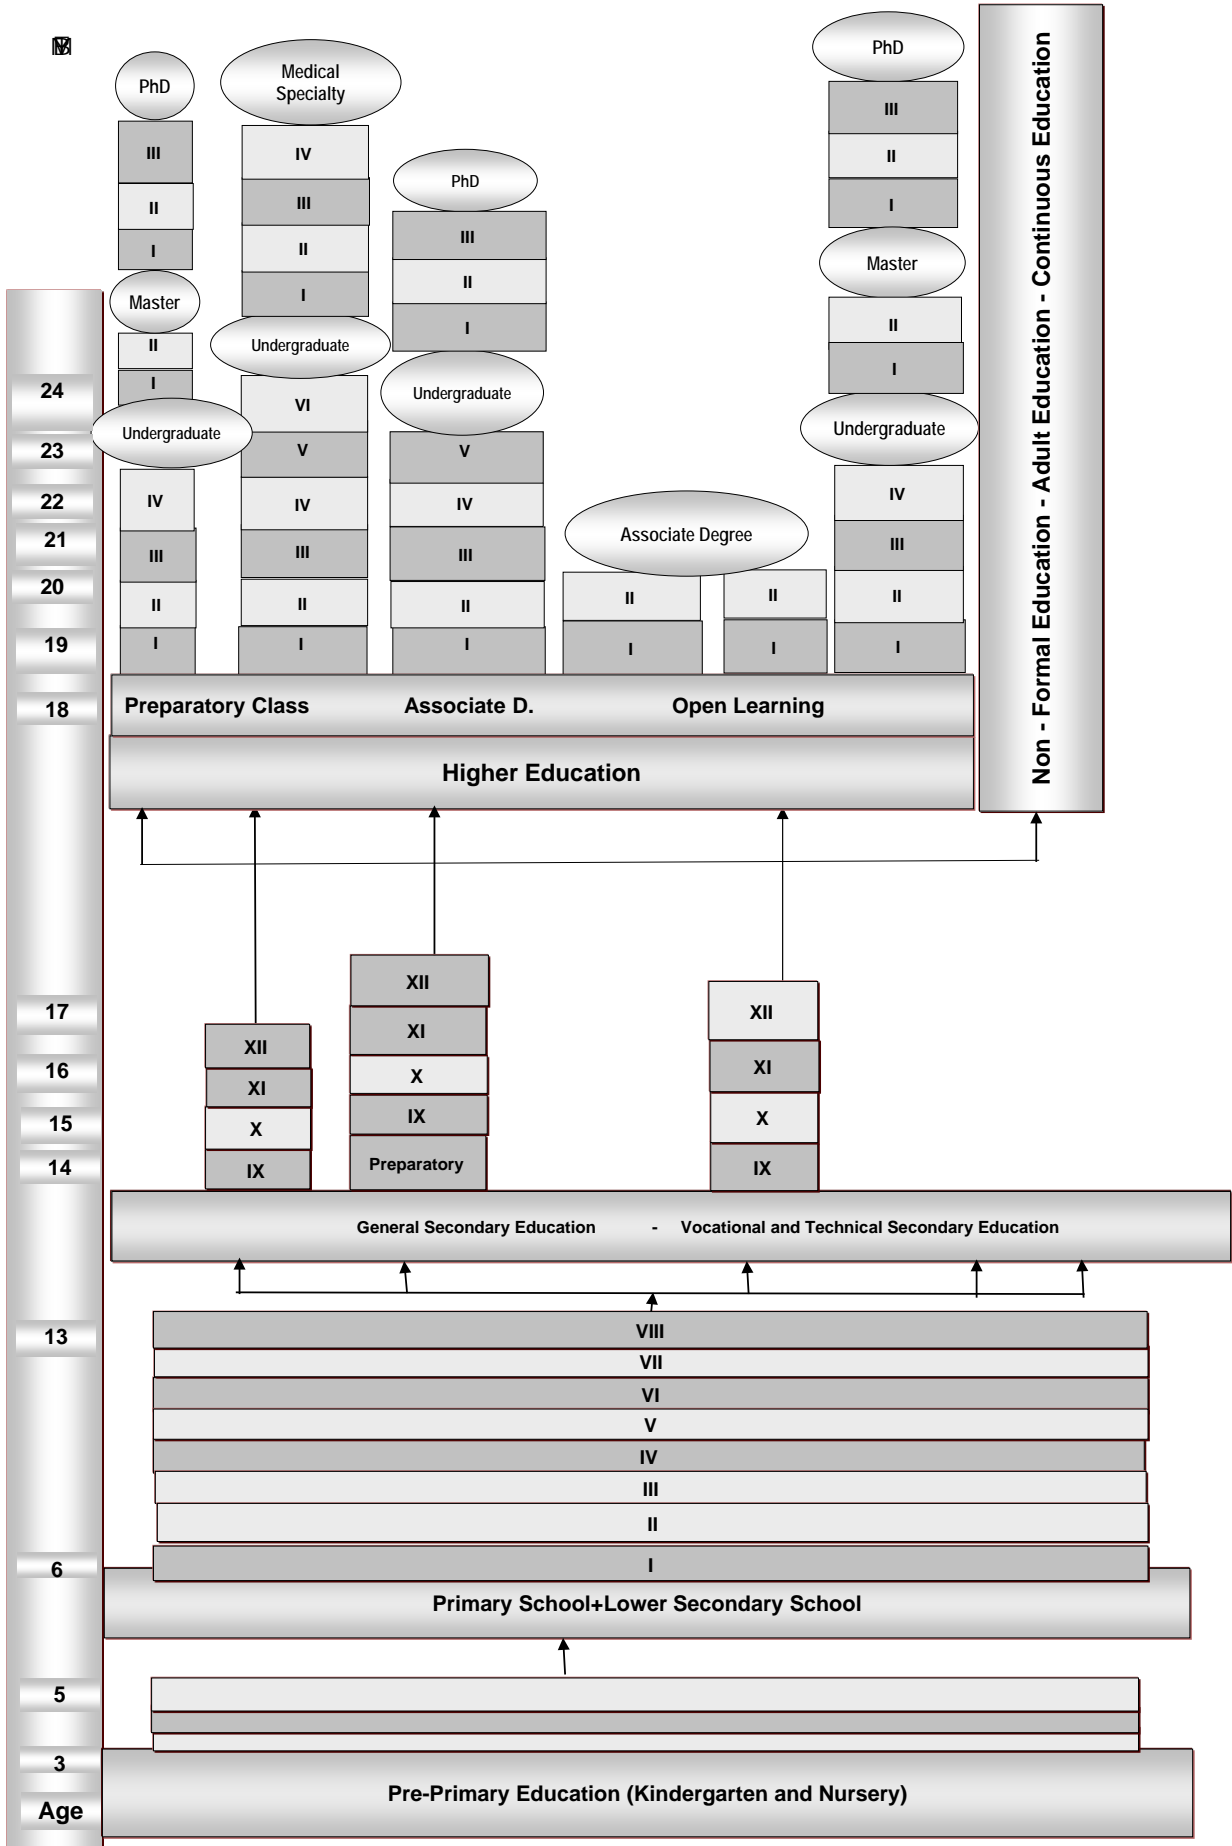 PhD
III
II
I
Master
II
I
Undergraduate
IV
III
II
I
Medical
Specialty
IV
III
II
I
Undergraduate
VI
V
IV
III
II
I
PhD
III
II
I
Undergraduate
V
IV
III
II
I
Associate Degree
II
I
II
I
PhD
III
II
I
Master
II
I
Undergraduate
IV
III
II
I
Non - Formal Education - Adult Education - Continuous Education
24
23
22
21
20
19
18
Preparatory Class Associate D. Open Learning
Higher Education
17
16
15
14
XII
XI
X
IX
XII
XI
X
IX
Preparatory
XII
XI
X
IX
General Secondary Education - Vocational and Technical Secondary Education
13
VIII
VII
VI
V
IV
III
II
I
6
Primary School+Lower Secondary School
5
3
Pre-Primary Education (Kindergarten and Nursery)
Age